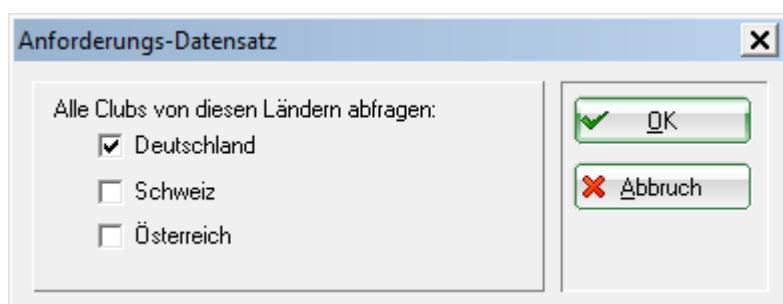 Anforderungs-Datensatz
Alle Clubs von diesen Ländern abfragen:
Deutschland
Schweiz
Österreich
OK
Abbruch